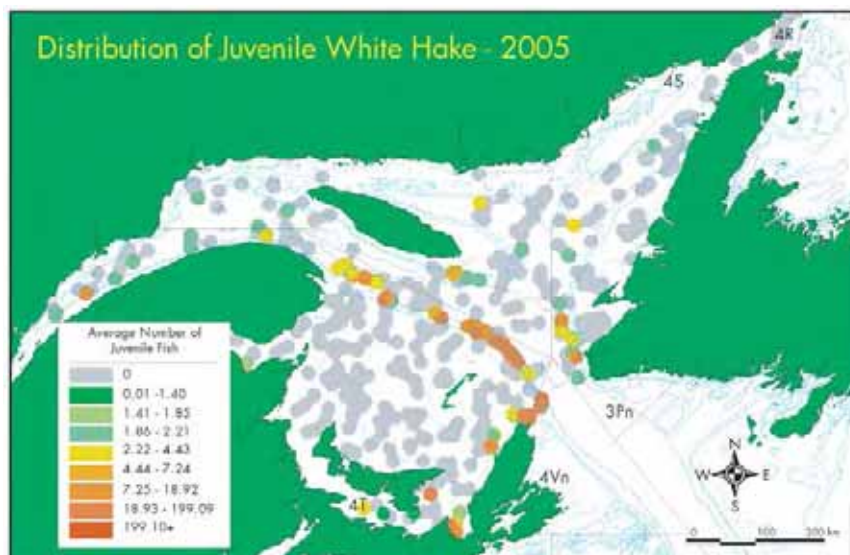 Distribution of Juvenile White Hake - 2005
4R
4S
Average Number of
Juvenile Fish
0
0.01 - 1.40
1.41 - 1.85
1.86 - 2.21
2.22 - 4.43
4.44 - 7.24
7.25 - 18.92
18.93 - 199.09
199.10+
3Pn
4Vn
4T
N
W
E
S
0 100 200 km